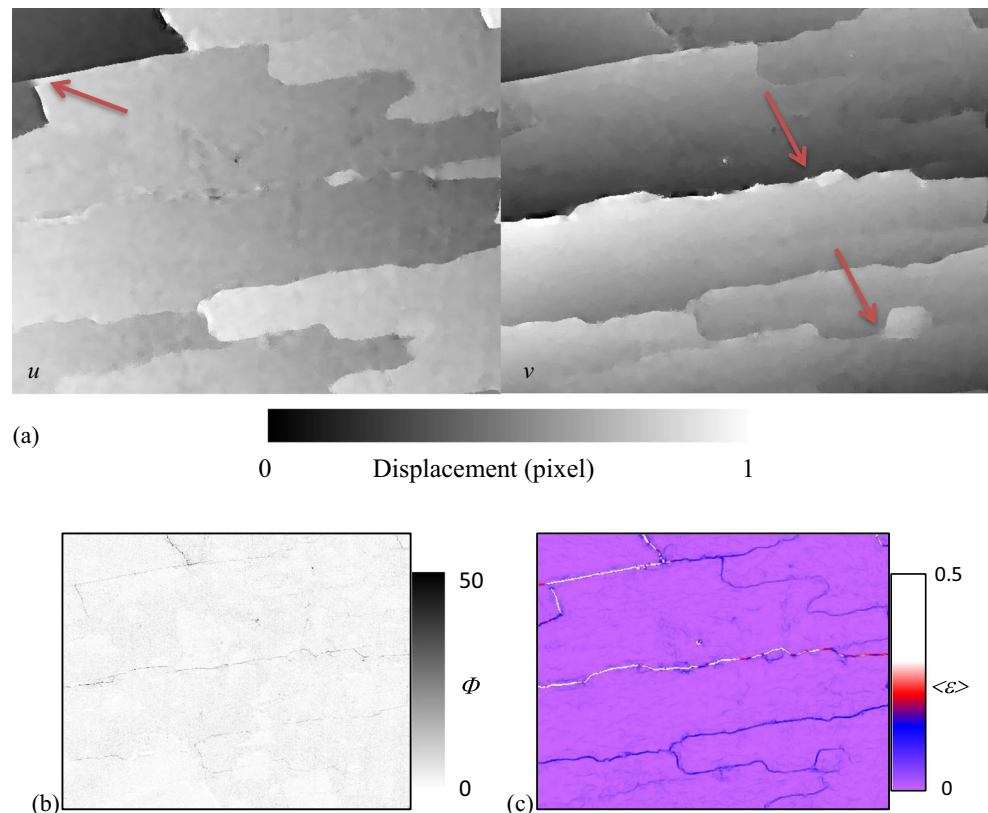 u
v
(a)
0 Displacement (pixel) 1
50
Φ
0
(b)
0.5
<ε>
0
(c)